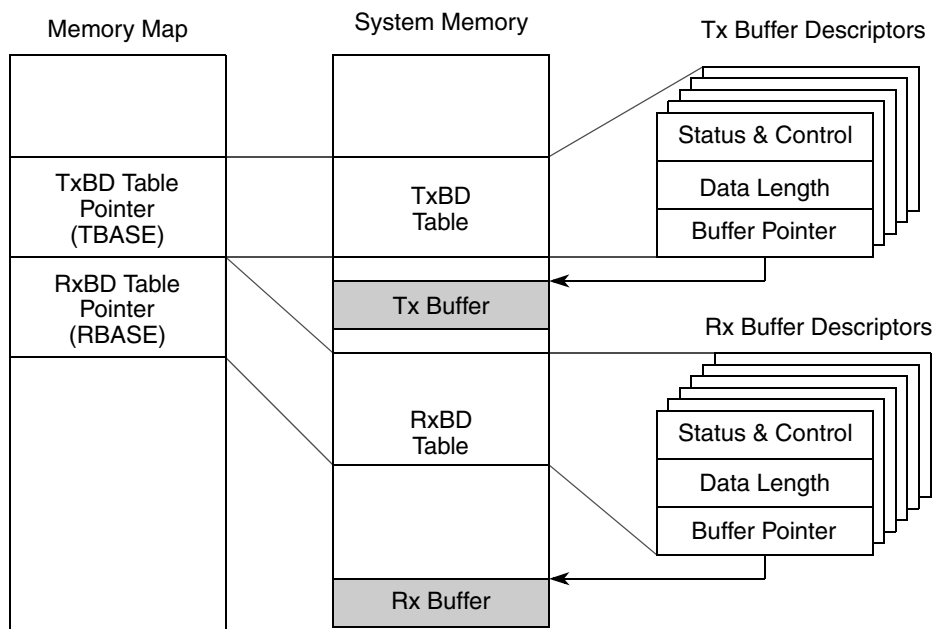 Memory Map
System Memory
Tx Buffer Descriptors
TxBD Table
Pointer
(TBASE)
RxBD Table
Pointer
(RBASE)
TxBD
Table
Tx Buffer
RxBD
Table
Rx Buffer
Status & Control
Data Length
Buffer Pointer
Rx Buffer Descriptors
Status & Control
Data Length
Buffer Pointer